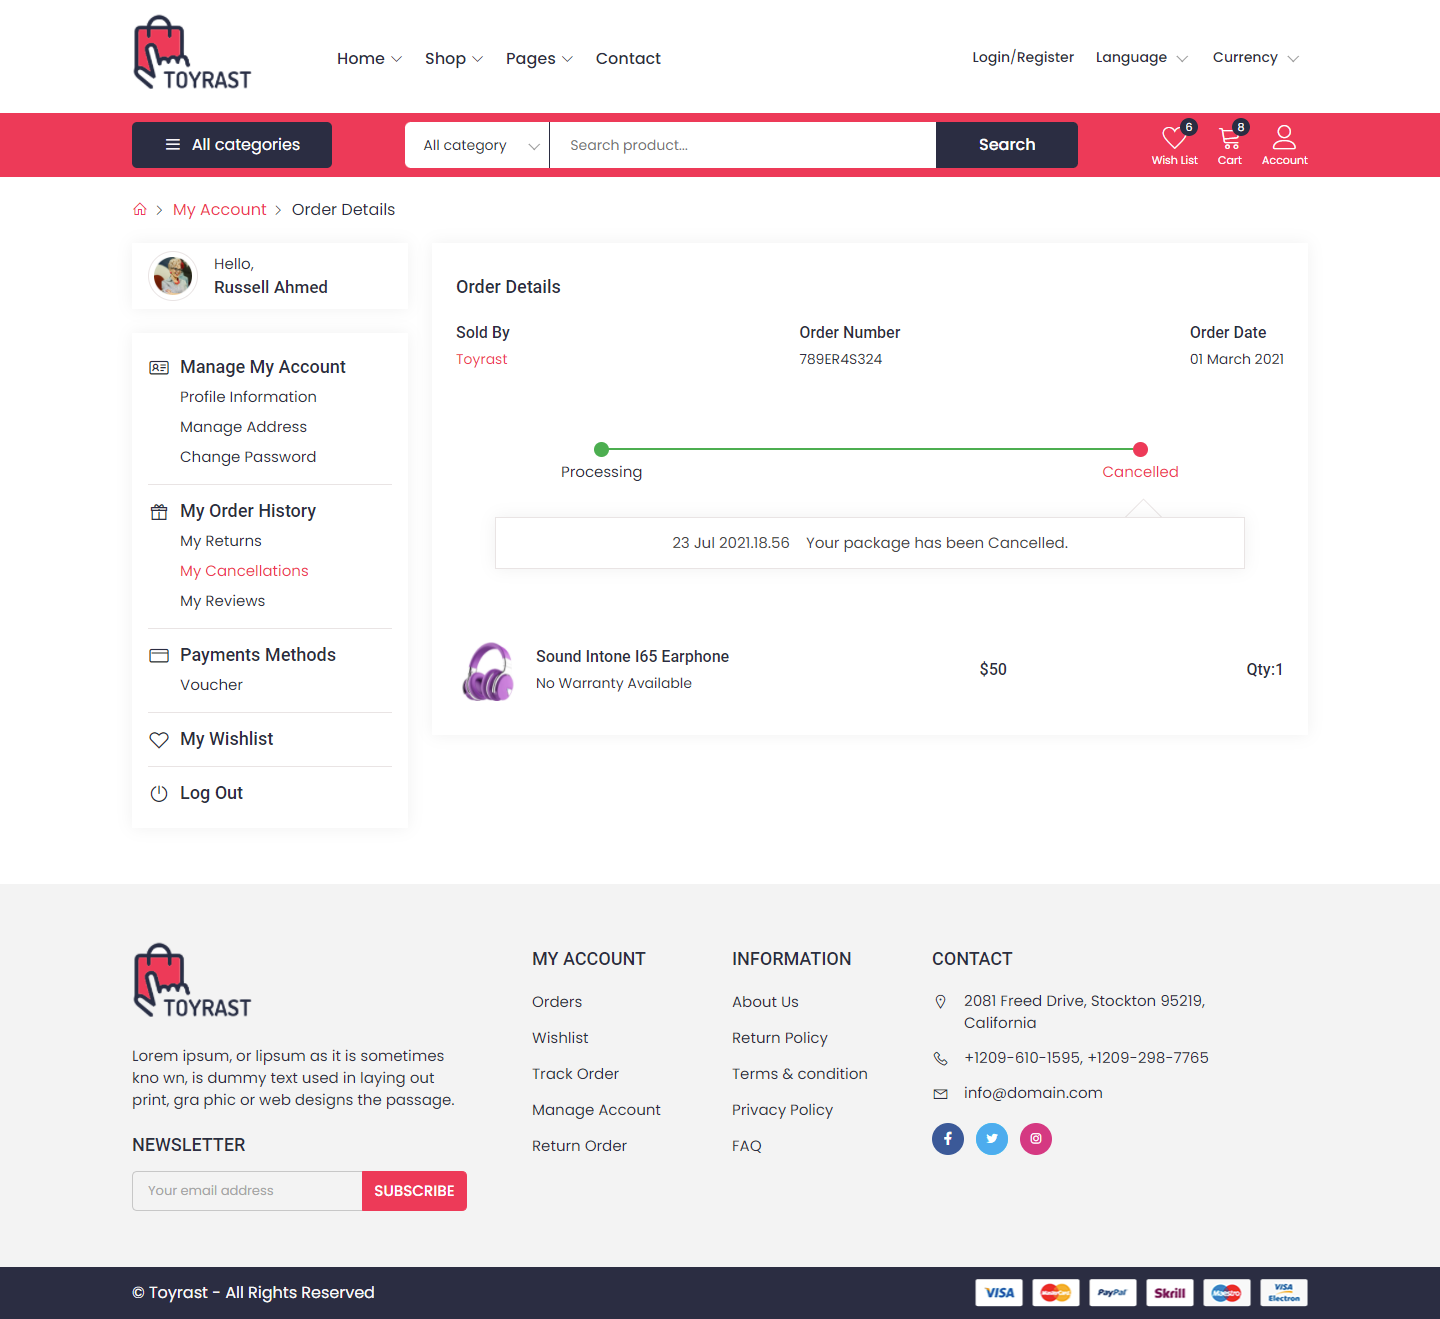 TOYRAST
Home Shop Pages Contact
Login/Register Language Currency
All categories
All category Search product... Search
6 8
Wish List Cart Account
My Account Order Details
Hello,
Russell Ahmed
Manage My Account
Profile Information
Manage Address
Change Password
My Order History
My Returns
My Cancellations
My Reviews
Payments Methods
Voucher
My Wishlist
Log Out
Order Details
Sold By Order Number Order Date
Toyrast 789ER4S324 01 March 2021
Processing Cancelled
23 Jul 2021.18.56 Your package has been Cancelled.
Sound Intone I65 Earphone
No Warranty Available
$50 Qty:1
TOYRAST
Lorem ipsum, or lipsum as it is sometimes
kno wn, is dummy text used in laying out
print, gra phic or web designs the passage.
NEWSLETTER
Your email address SUBSCRIBE
MY ACCOUNT
Orders
Wishlist
Track Order
Manage Account
Return Order
INFORMATION
About Us
Return Policy
Terms & condition
Privacy Policy
FAQ
CONTACT
2081 Freed Drive, Stockton 95219,
California
+1209-610-1595, +1209-298-7765
info@domain.com
© Toyrast - All Rights Reserved
VISA MasterCard PayPal Skrill Maestro VISA Electron